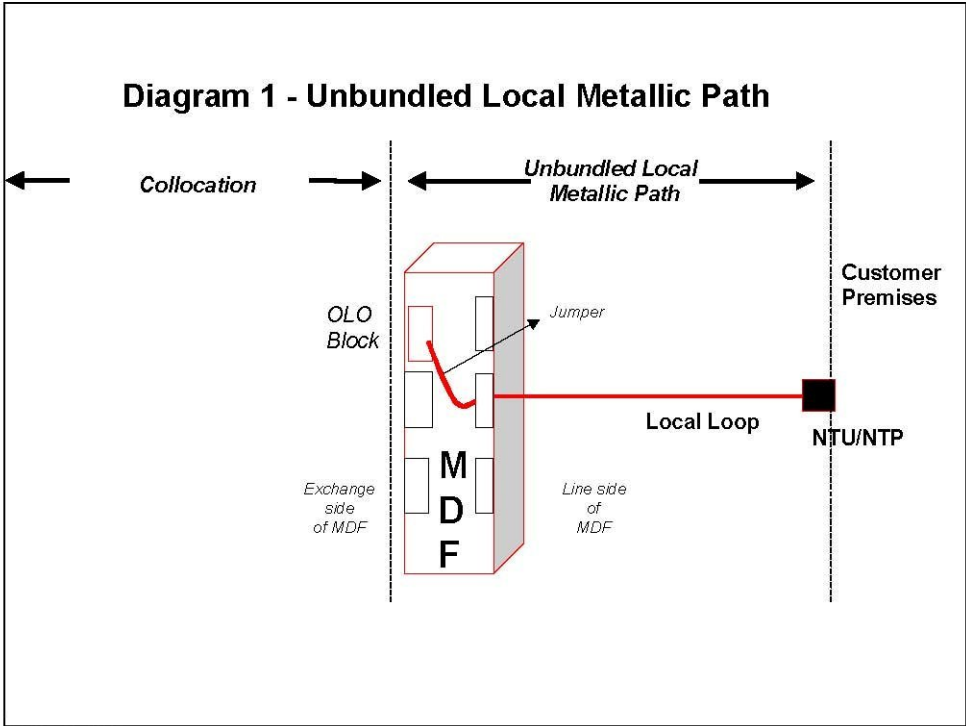 Diagram 1 - Unbundled Local Metallic Path
Collocation
Unbundled Local
Metallic Path
Customer
Premises
OLO
Block
Jumper
Local Loop
NTU/NTP
Exchange
side
of MDF
M
D
F
Line side
of
MDF